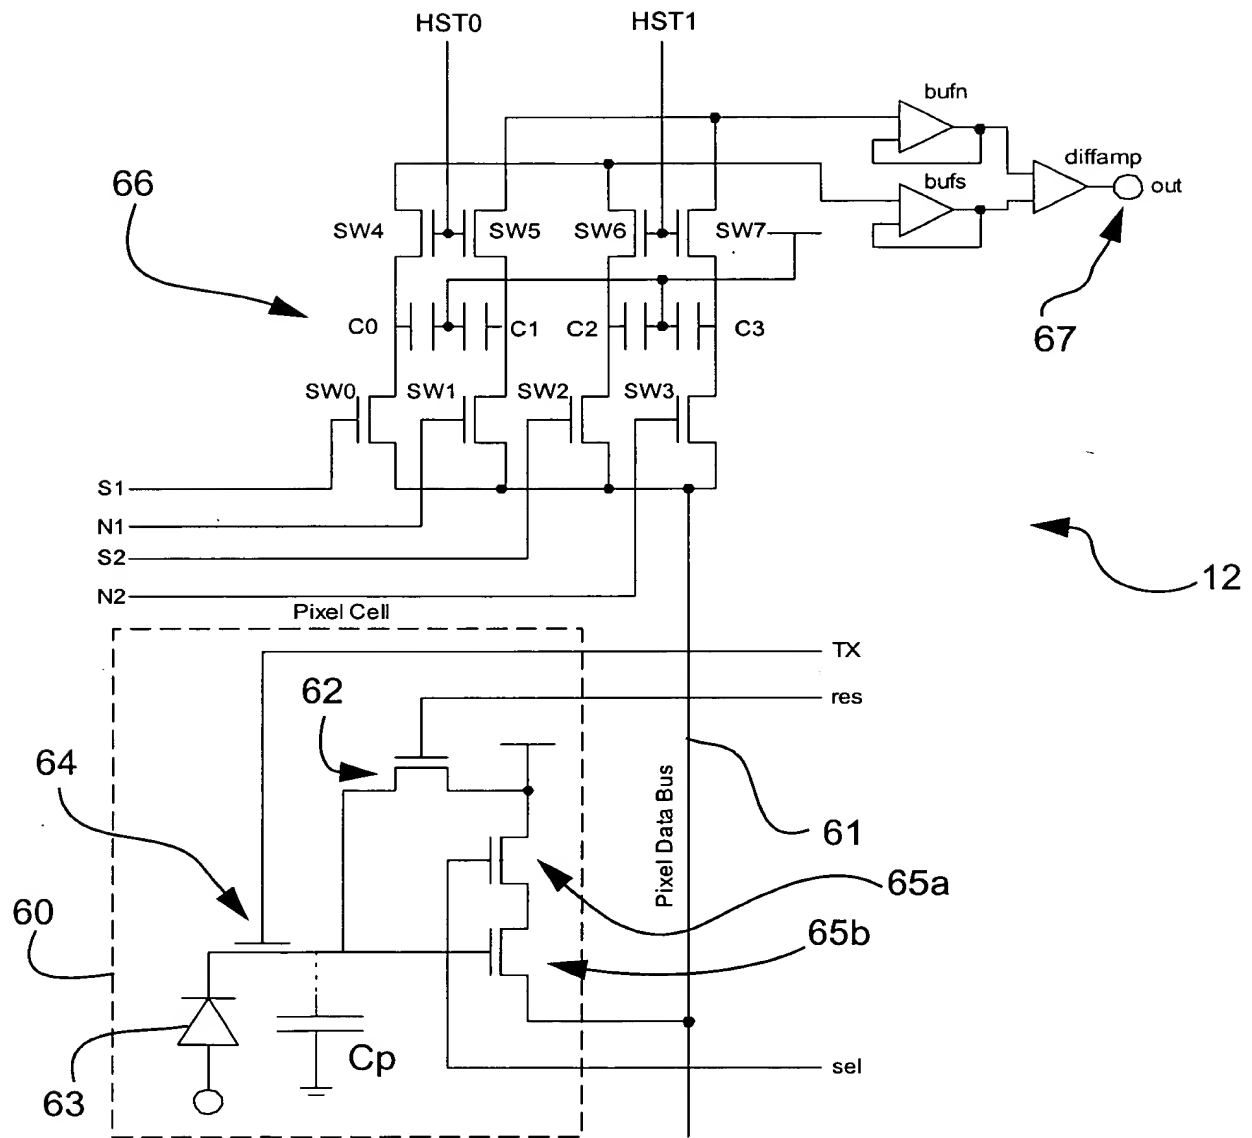 HST0
HST1
bufn
diffamp
out
bufs
66
SW4
SW5
SW6
SW7
67
C0
C1
C2
C3
SW0
SW1
SW2
SW3
S1
N1
S2
N2
12
Pixel Cell
TX
res
62
64
Pixel Data Bus
61
65a
60
65b
Cp
sel
63